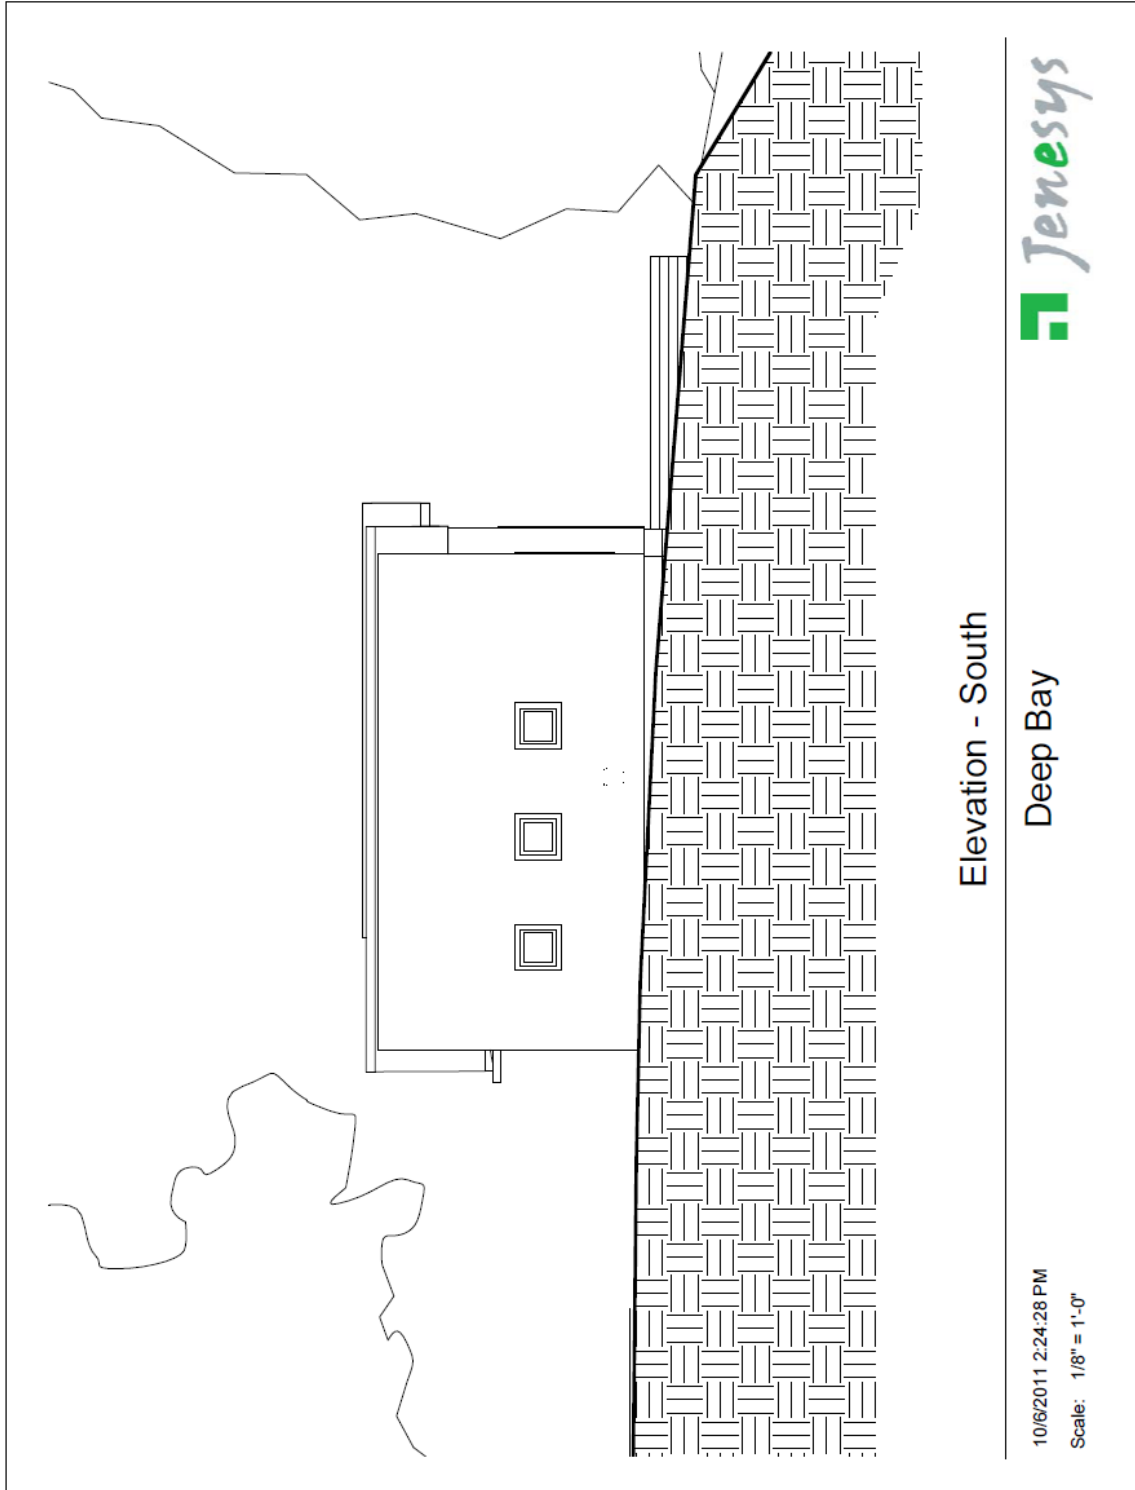 Elevation - South
Deep Bay
Jenesys
10/6/2011 2:24:28 PM
Scale: 1/8" = 1'-0"